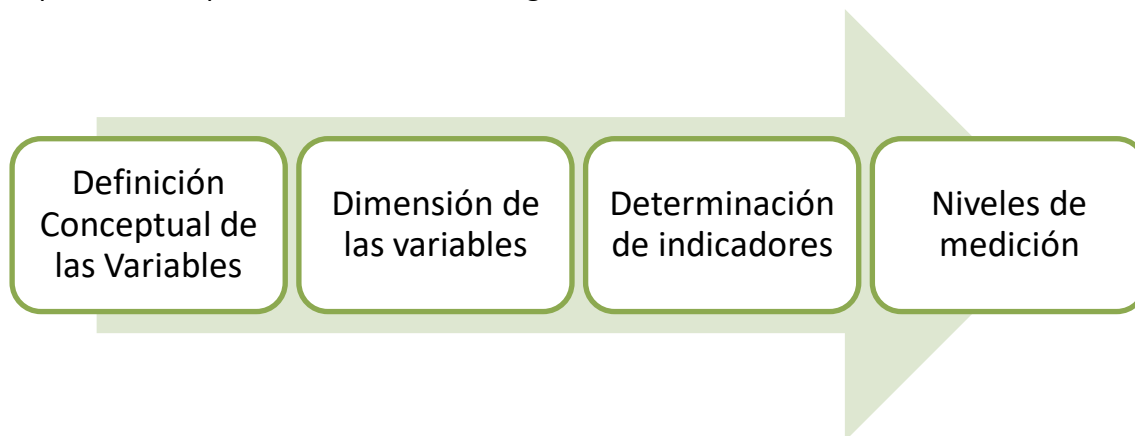 Definición
Conceptual de
las Variables
Dimensión de
las variables
Determinación
de indicadores
Niveles de
medición